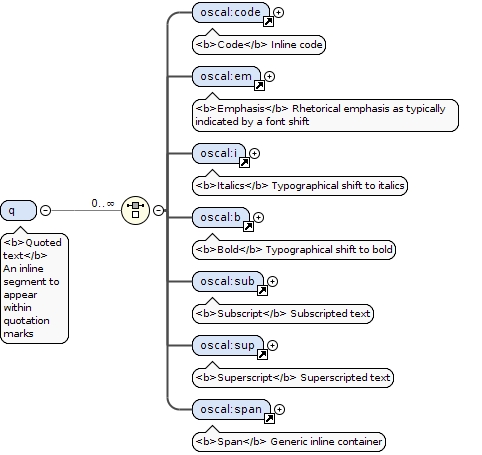 oscal:code
<b>Code</b> Inline code
oscal:em
<b>Emphasis</b> Rhetorical emphasis as typically
indicated by a font shift
oscal:i
<b>Italics</b> Typographical shift to italics
q
0..∞
<b>Quoted
text</b>
An inline
segment to
appear
within
quotation
marks
oscal:b
<b>Bold</b> Typographical shift to bold
oscal:sub
<b>Subscript</b> Subscripted text
oscal:sup
<b>Superscript</b> Superscripted text
oscal:span
<b>Span</b> Generic inline container